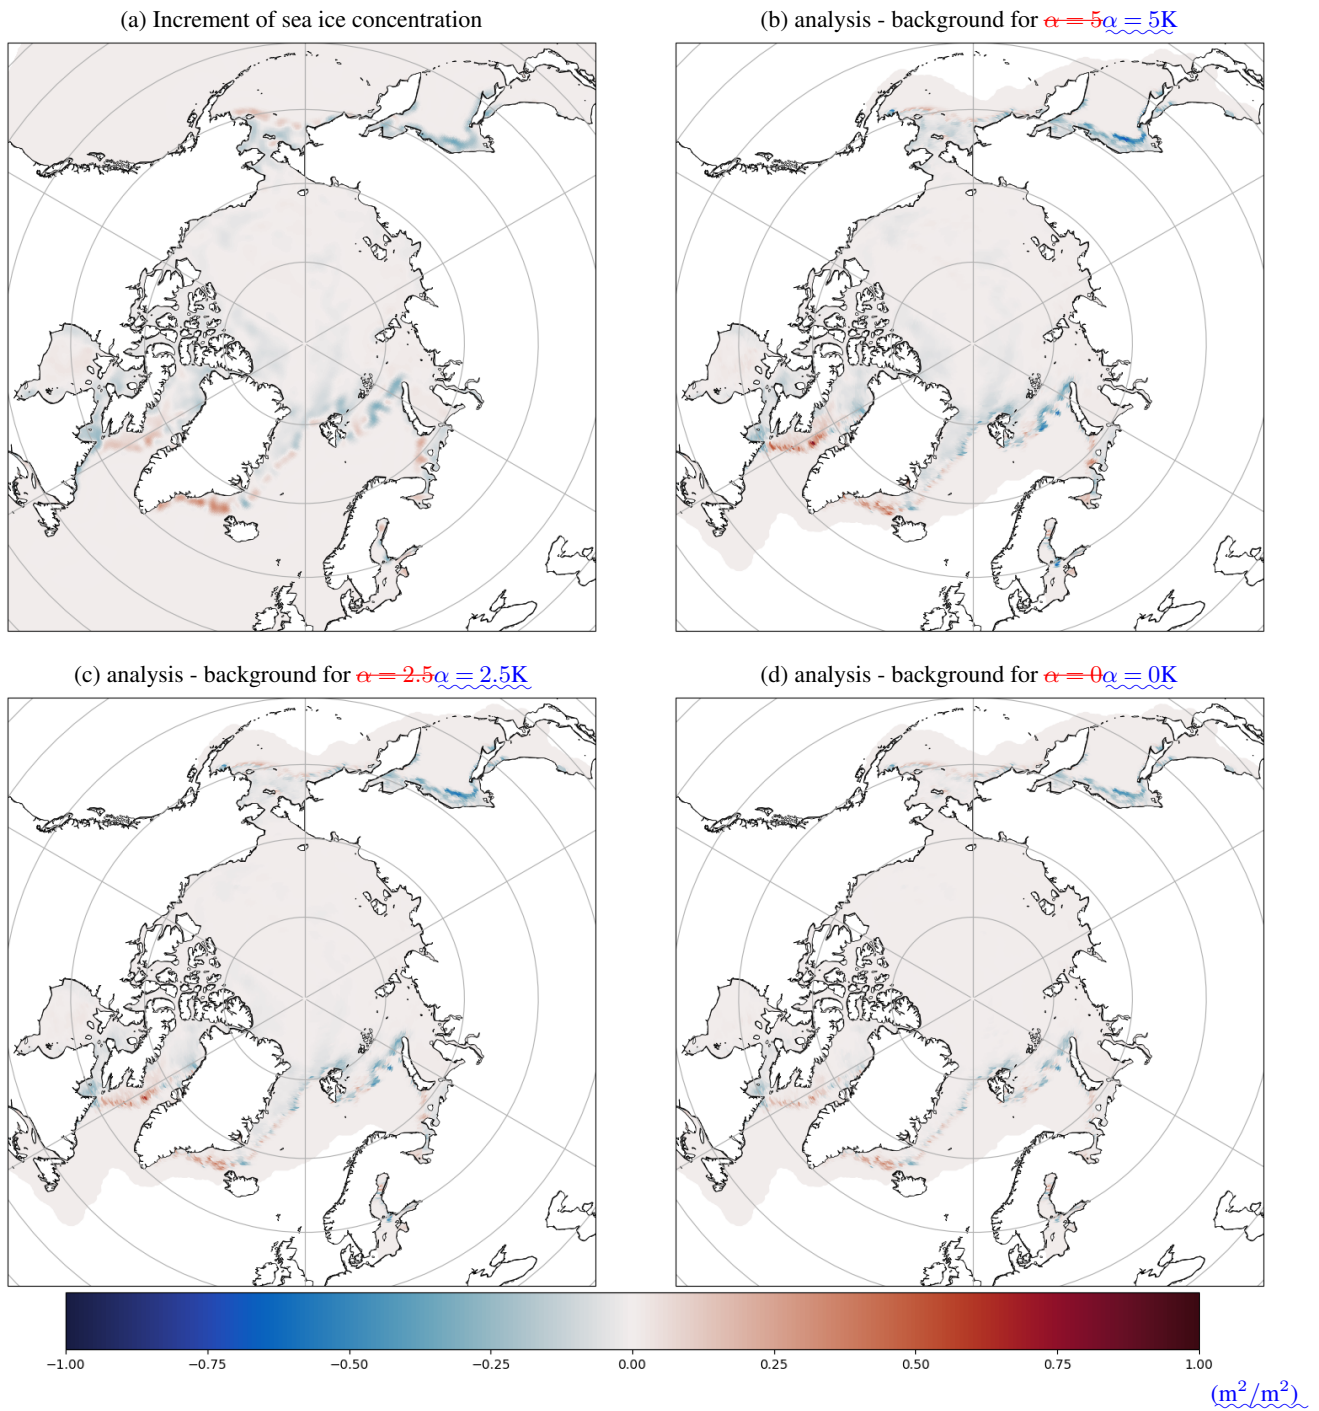 (a) Increment of sea ice concentration
(b) analysis - background for α = 5α = 5K
(c) analysis - background for α = 2.5α = 2.5K
(d) analysis - background for α = 0α = 0K
−1.00 −0.75 −0.50 −0.25 0.00 0.25 0.50 0.75 1.00
(m²/m²)